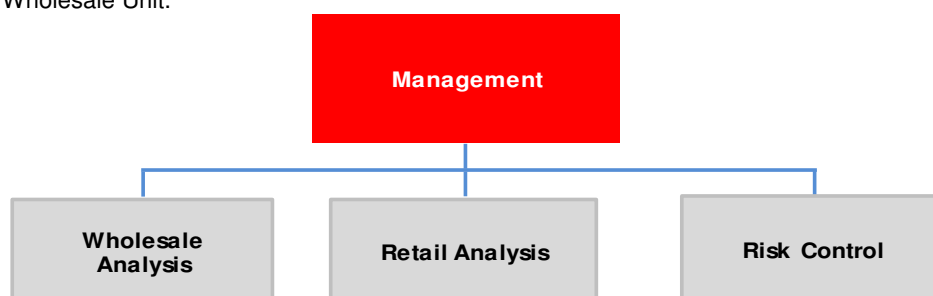 Wholesale Unit.
Management
Wholesale
Analysis
Retail Analysis
Risk Control